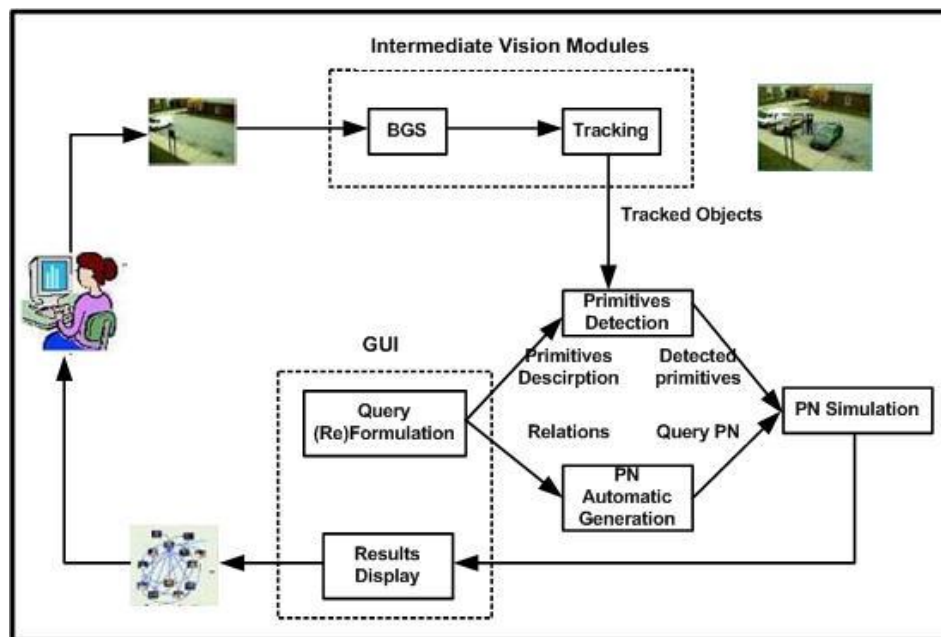 Intermediate Vision Modules
BGS
Tracking
Tracked Objects
Primitives
Detection
GUI
Primitives
Descirption
Detected
primitives
Query
(Re)Formulation
PN Simulation
Relations
Query PN
PN
Automatic
Generation
Results
Display